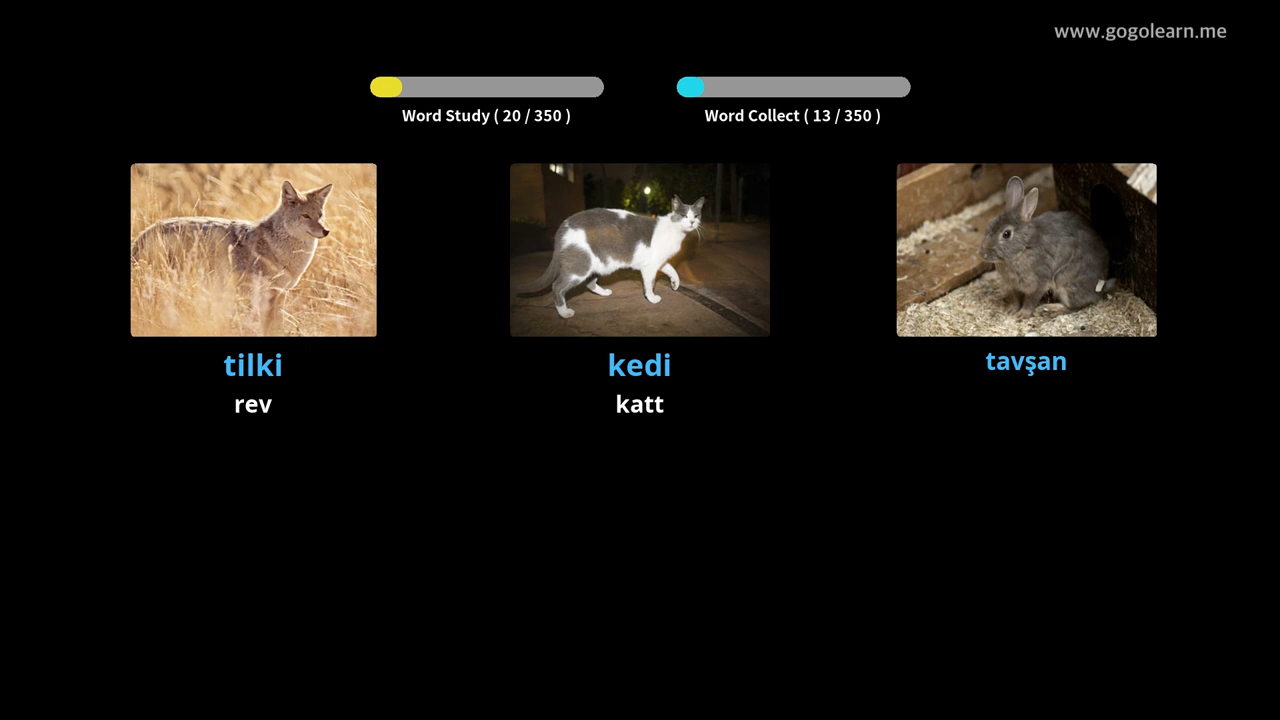 www.gogolearn.me
Word Study ( 20 / 350 )
Word Collect ( 13 / 350 )
tilki
kedi
tavşan
rev
katt